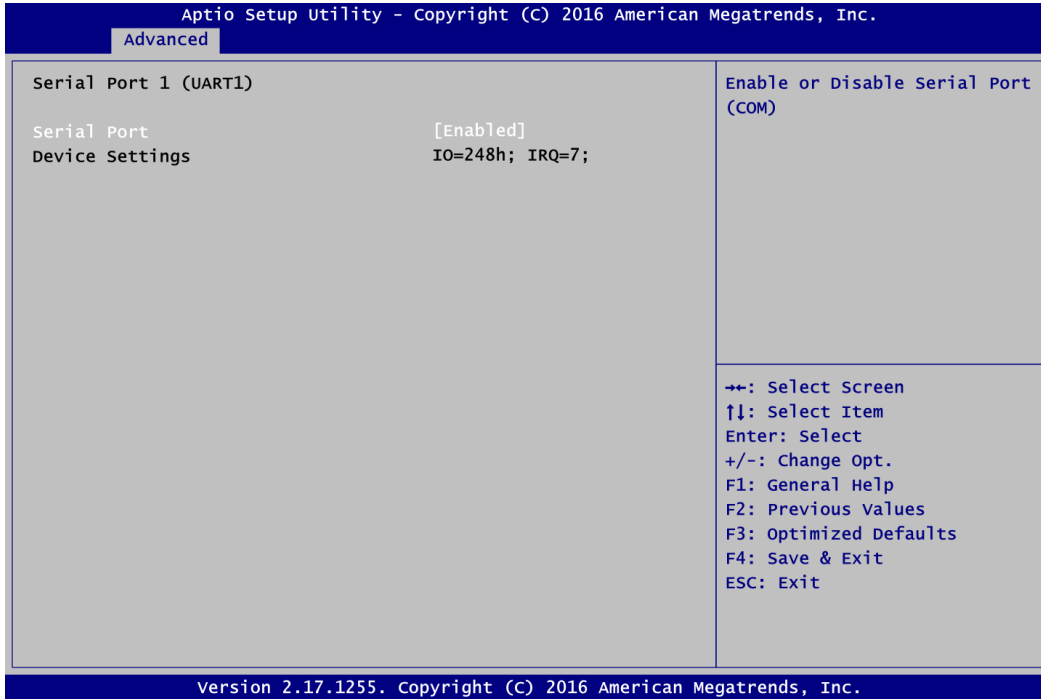 Aptio Setup Utility - Copyright (C) 2016 American Megatrends, Inc.
Advanced
Serial Port 1 (UART1)
Serial Port [Enabled]
Device Settings IO=248h; IRQ=7;
Enable or Disable Serial Port
(COM)
→←: Select Screen
↑↓: Select Item
Enter: Select
+/-: Change Opt.
F1: General Help
F2: Previous Values
F3: Optimized Defaults
F4: Save & Exit
ESC: Exit
Version 2.17.1255. Copyright (C) 2016 American Megatrends, Inc.